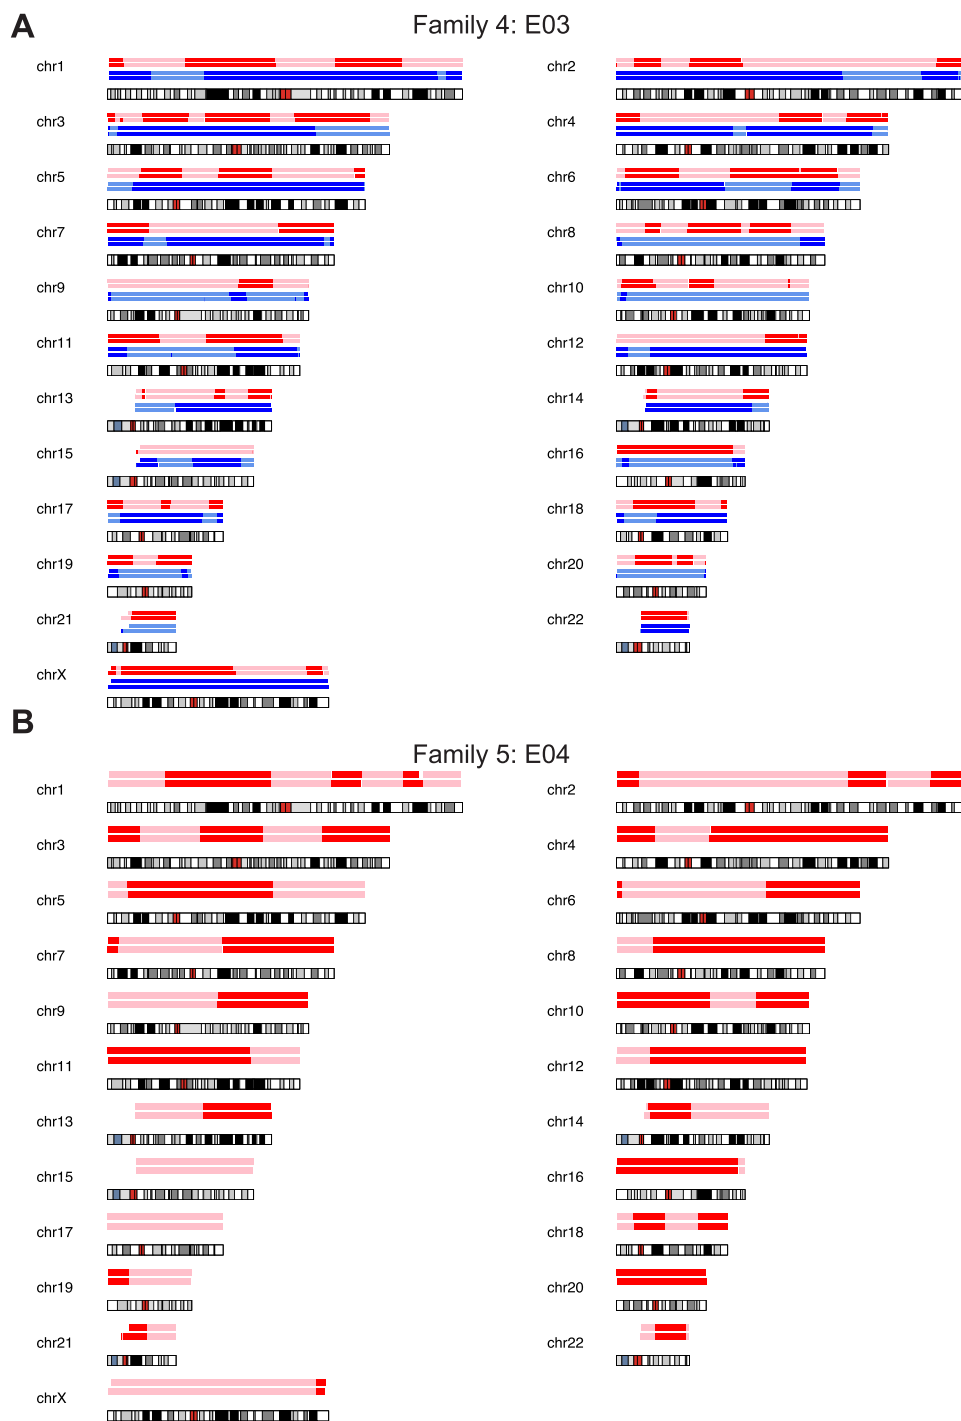 A
Family 4: E03
chr1
chr2
chr3
chr4
chr5
chr6
chr7
chr8
chr9
chr10
chr11
chr12
chr13
chr14
chr15
chr16
chr17
chr18
chr19
chr20
chr21
chr22
chrX
B
Family 5: E04
chr1
chr2
chr3
chr4
chr5
chr6
chr7
chr8
chr9
chr10
chr11
chr12
chr13
chr14
chr15
chr16
chr17
chr18
chr19
chr20
chr21
chr22
chrX